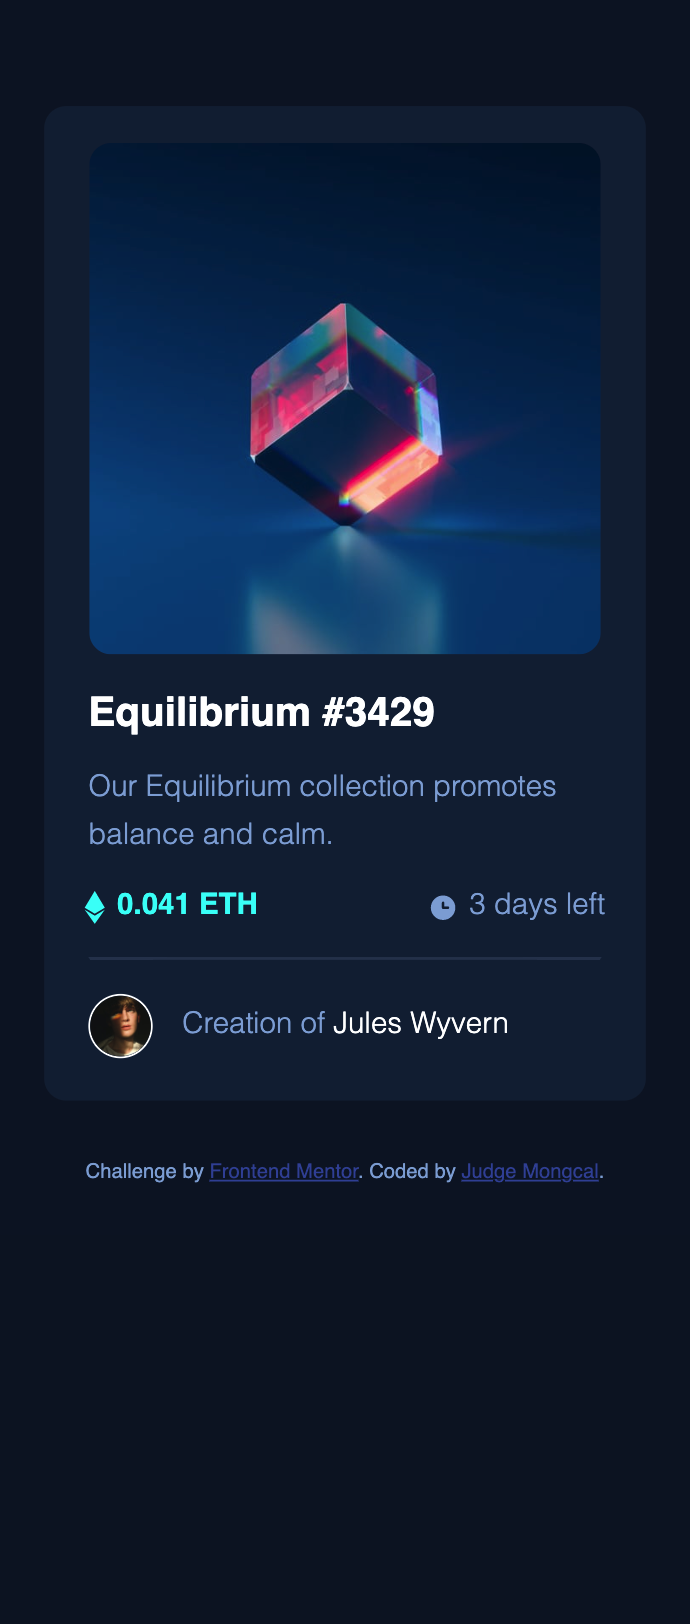 Equilibrium #3429
Our Equilibrium collection promotes
balance and calm.
0.041 ETH
3 days left
Creation of Jules Wyvern
Challenge by Frontend Mentor. Coded by Judge Mongcal.